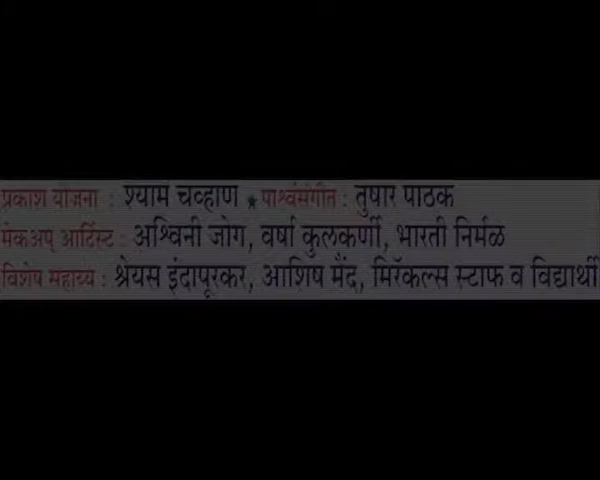 प्रकाश योजना : श्याम चव्हाण ★ पार्श्वसंगीत : तुषार पाठक
मेकअप् आर्टिस्ट : अश्विनी जोग, वर्षा कुलकर्णी, भारती निर्मळ
विशेष सहाय्य : श्रेयस इंदापूरकर, आशिष मैंद, मिरॅकल्स स्टाफ व विद्यार्थी